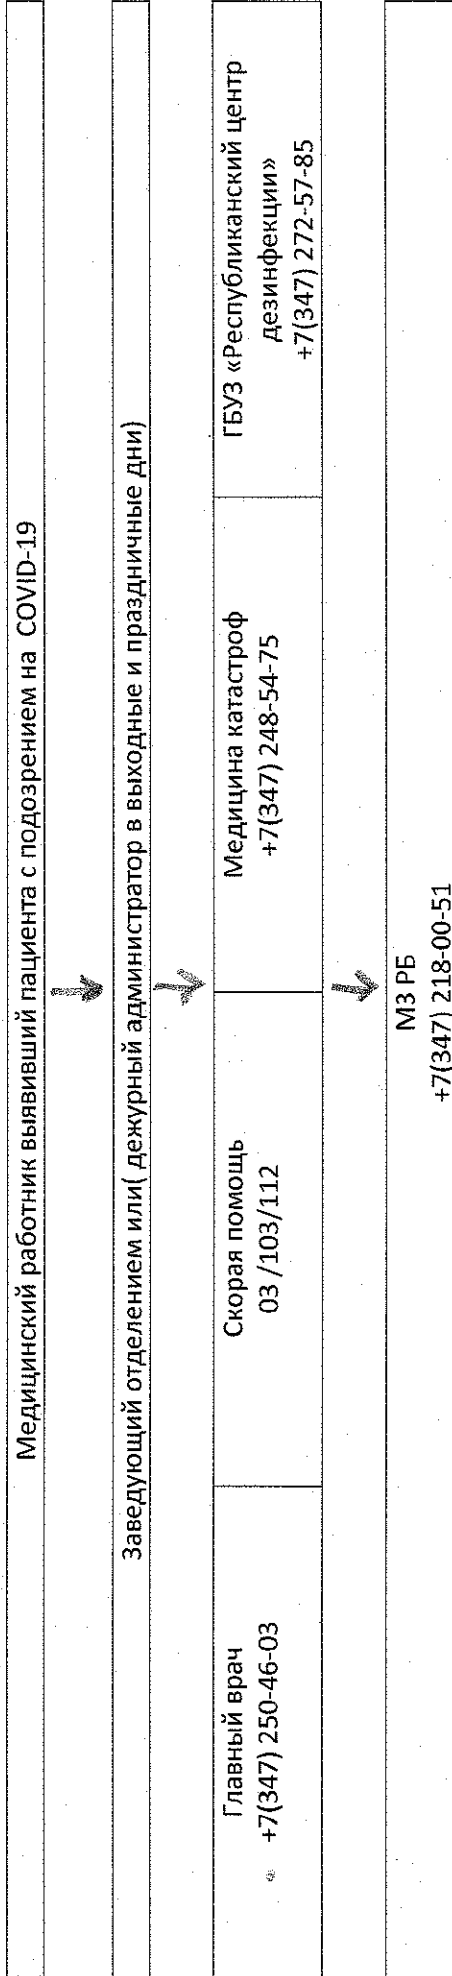 Медицинский работник выявивший пациента с подозрением на COVID-19
Заведующий отделением или( дежурный администратор в выходные и праздничные дни)
Главный врач
+7(347) 250-46-03
Скорая помощь
03 /103/112
Медицина катастроф
+7(347) 248-54-75
ГБУЗ «Республиканский центр
дезинфекции»
+7(347) 272-57-85
МЗ РБ
+7(347) 218-00-51